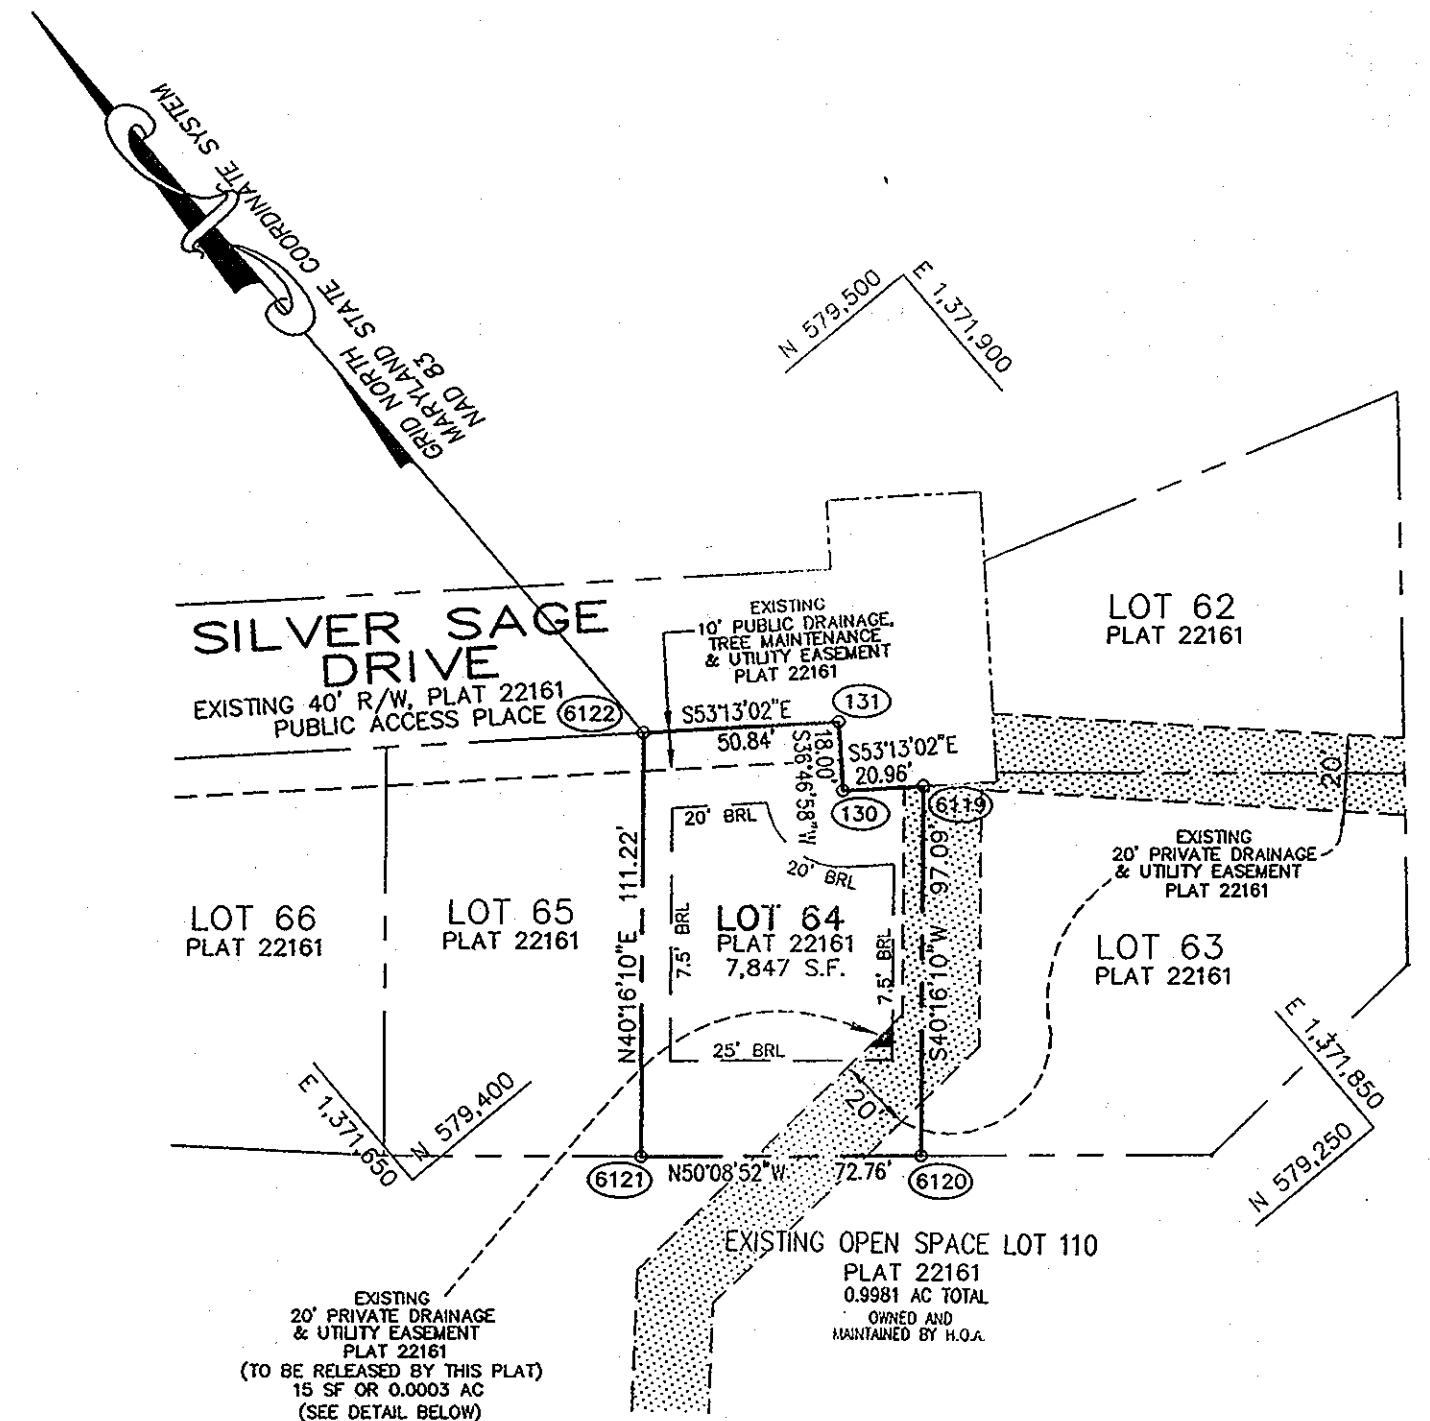 GRID NORTH
MARYLAND STATE COORDINATE SYSTEM
NAD 83
N 579,500
E 1,371,900
SILVER SAGE
DRIVE
EXISTING 40' R/W, PLAT 22161
PUBLIC ACCESS PLACE
6122
EXISTING
10' PUBLIC DRAINAGE,
TREE MAINTENANCE
& UTILITY EASEMENT
PLAT 22161
LOT 62
PLAT 22161
S53°13'02"E
50.84'
131
S36°46'58"W
18.00'
S53°13'02"E
20.96'
130
6119
20'
EXISTING
20' PRIVATE DRAINAGE
& UTILITY EASEMENT
PLAT 22161
LOT 66
PLAT 22161
LOT 65
PLAT 22161
N40°16'10"E 111.22'
20' BRL
20' BRL
7.5' BRL
LOT 64
PLAT 22161
7,847 S.F.
7.5' BRL
25' BRL
S40°16'10"W 97.09'
LOT 63
PLAT 22161
E 1,371,650
N 579,400
E 1,371,850
N 579,250
20'
6121
N50°08'52"W 72.76'
6120
EXISTING OPEN SPACE LOT 110
PLAT 22161
0.9981 AC TOTAL
OWNED AND
MAINTAINED BY H.O.A.
EXISTING
20' PRIVATE DRAINAGE
& UTILITY EASEMENT
PLAT 22161
(TO BE RELEASED BY THIS PLAT)
15 SF OR 0.0003 AC
(SEE DETAIL BELOW)